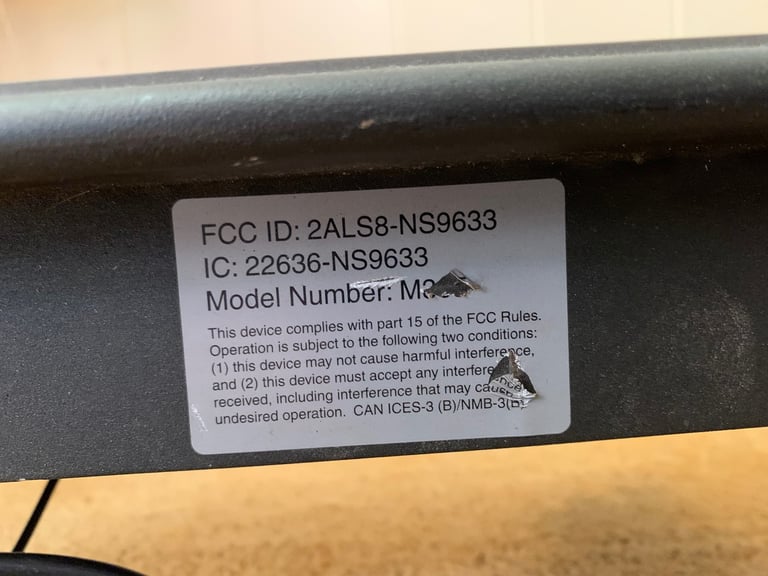 FCC ID: 2ALS8-NS9633
IC: 22636-NS9633
Model Number:
This device complies with part 15 of the FCC Rules.
Operation is subject to the following two conditions:
(1) this device may not cause harmful interference,
and (2) this device must accept any
received, including interference that may cause
undesired operation. CAN ICES-3 (B)/NMB-3(B)